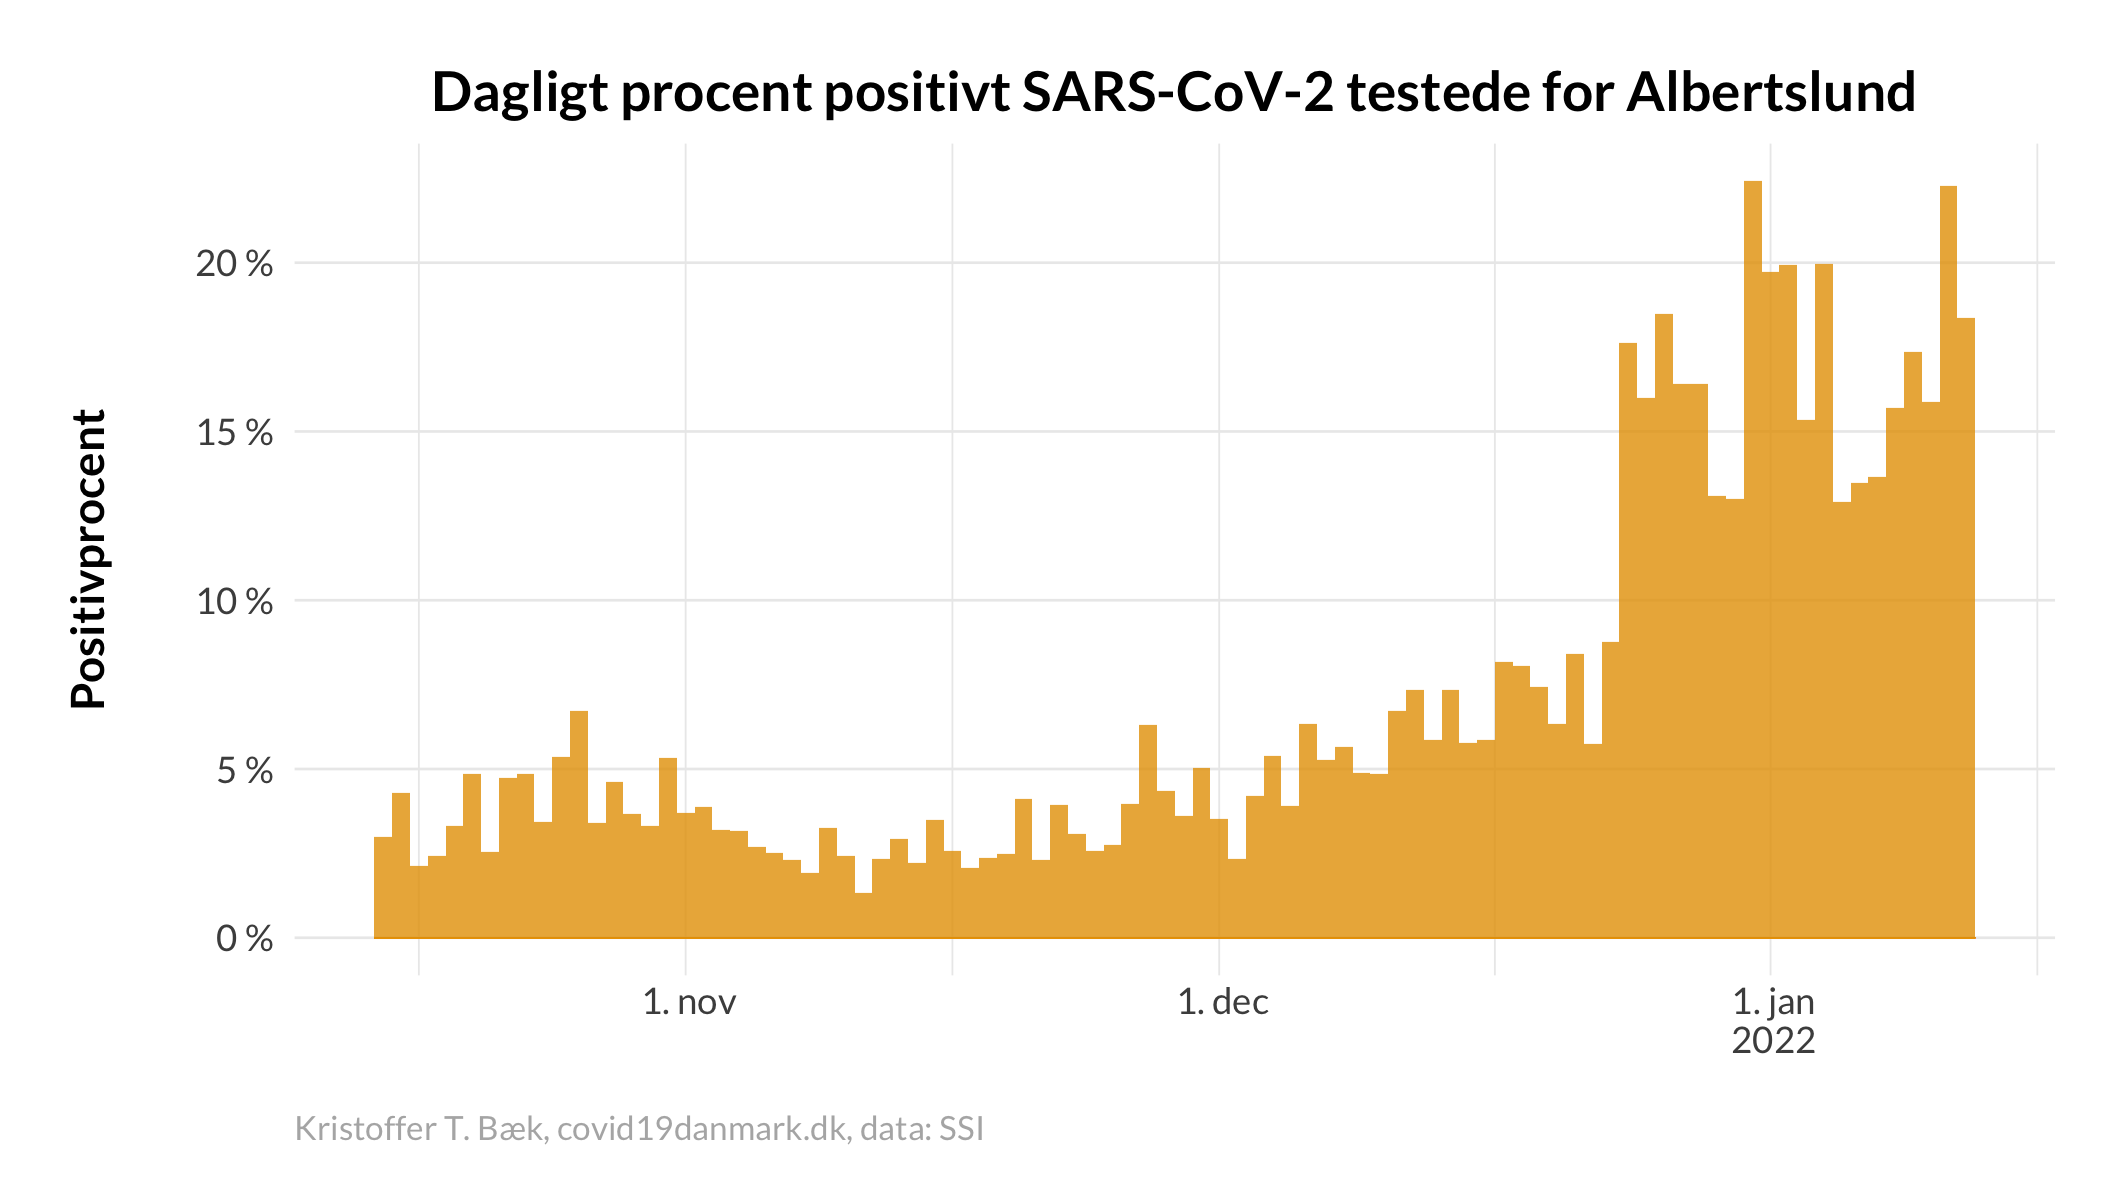 Dagligt procent positivt SARS-CoV-2 testede for Albertslund
Positivprocent
20 %
15 %
10 %
5 %
0 %
1. nov
1. dec
1. jan
2022
Kristoffer T. Bæk, covid19danmark.dk, data: SSI